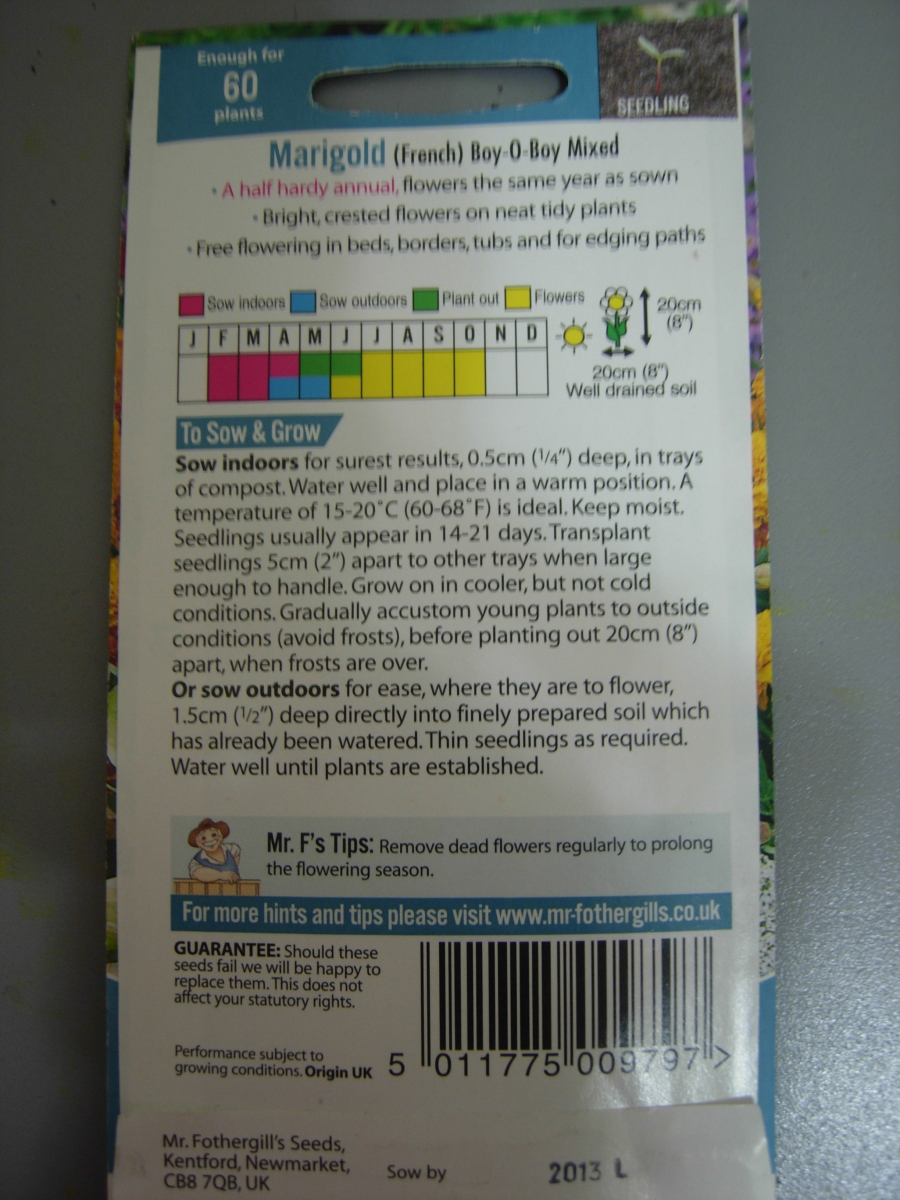 Enough for
60
plants
SEEDLING
Marigold (French) Boy-O-Boy Mixed
• A half hardy annual, flowers the same year as sown
• Bright, crested flowers on neat tidy plants
• Free flowering in beds, borders, tubs and for edging paths
Sow indoors Sow outdoors Plant out Flowers
J F M A M J J A S O N D
20cm
(8")
20cm (8")
Well drained soil
To Sow & Grow
Sow indoors for surest results, 0.5cm (1/4") deep, in trays
of compost. Water well and place in a warm position. A
temperature of 15-20˚C (60-68˚F) is ideal. Keep moist.
Seedlings usually appear in 14-21 days. Transplant
seedlings 5cm (2") apart to other trays when large
enough to handle. Grow on in cooler, but not cold
conditions. Gradually accustom young plants to outside
conditions (avoid frosts), before planting out 20cm (8")
apart, when frosts are over.
Or sow outdoors for ease, where they are to flower,
1.5cm (1/2") deep directly into finely prepared soil which
has already been watered. Thin seedlings as required.
Water well until plants are established.
Mr. F's Tips: Remove dead flowers regularly to prolong
the flowering season.
For more hints and tips please visit www.mr-fothergills.co.uk
GUARANTEE: Should these
seeds fail we will be happy to
replace them. This does not
affect your statutory rights.
Performance subject to
growing conditions. Origin UK
5 011775 009797 >
Mr. Fothergill's Seeds,
Kentford, Newmarket,
CB8 7QB, UK
Sow by 2013 L